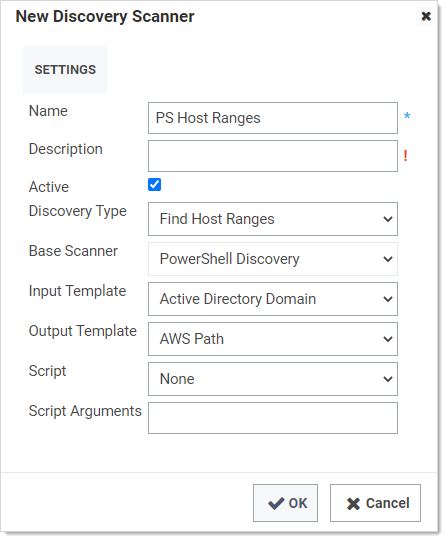 New Discovery Scanner
SETTINGS
Name PS Host Ranges *
Description !
Active
Discovery Type Find Host Ranges
Base Scanner PowerShell Discovery
Input Template Active Directory Domain
Output Template AWS Path
Script None
Script Arguments
OK Cancel